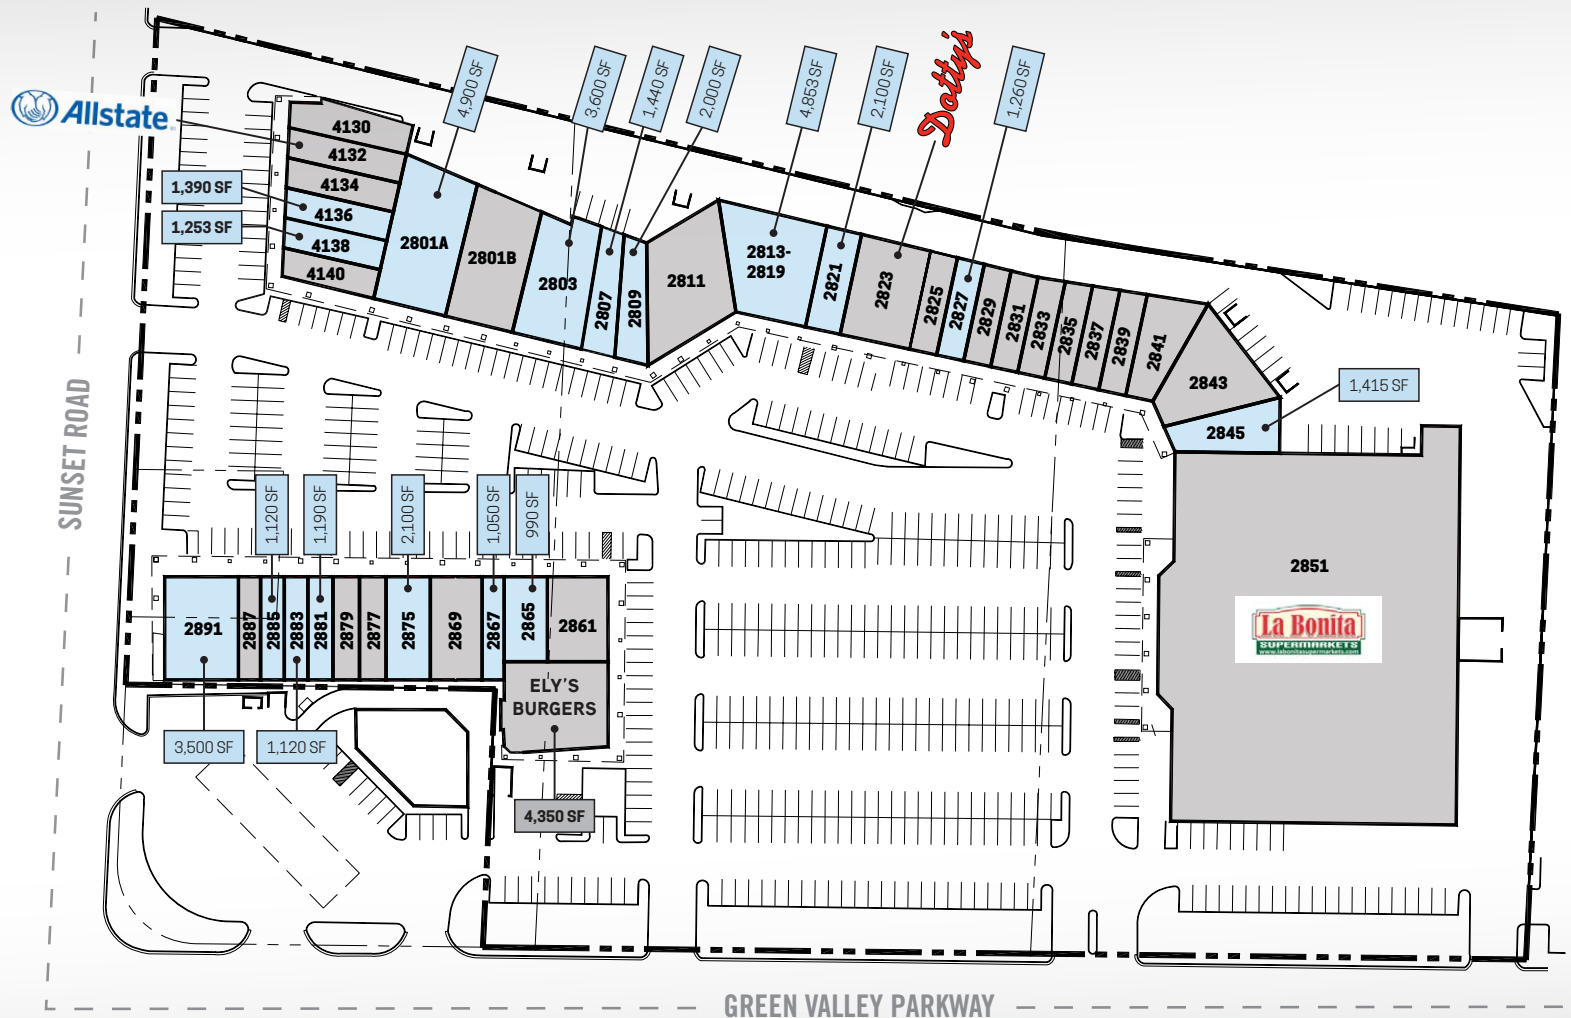 Allstate
4,900 SF
3,600 SF
1,440 SF
2,000 SF
4,853 SF
2,100 SF
Dotty's
1,260 SF
4130
4132
4134
4136
4138
4140
1,390 SF
1,253 SF
2801A
2801B
2803
2807
2809
2811
2813-
2819
2821
2823
2825
2827
2829
2831
2833
2835
2837
2839
2841
2843
2845
1,415 SF
SUNSET ROAD
1,120 SF
1,190 SF
2,100 SF
1,050 SF
990 SF
2891
2887
2885
2883
2881
2879
2877
2875
2869
2867
2865
2861
ELY'S
BURGERS
3,500 SF
1,120 SF
4,350 SF
2851
La Bonita
SUPERMARKETS
www.labonitasupermarkets.com
GREEN VALLEY PARKWAY